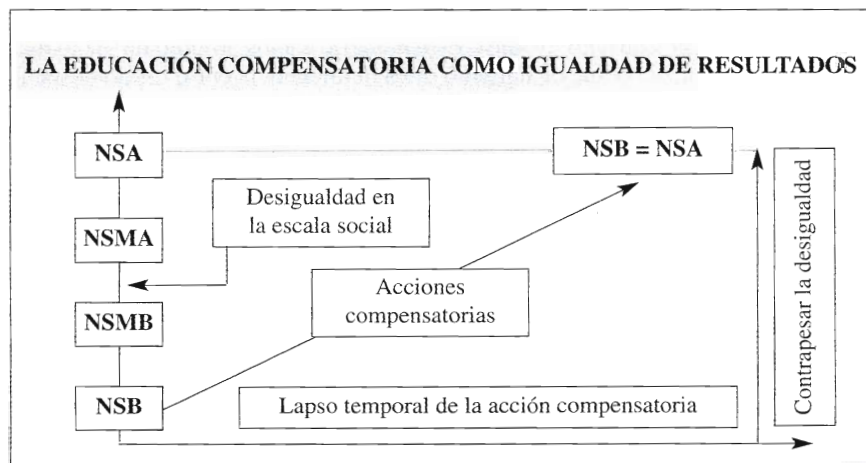 LA EDUCACIÓN COMPENSATORIA COMO IGUALDAD DE RESULTADOS
NSA
NSB = NSA
Desigualdad en
la escala social
NSMA
Acciones
compensatorias
NSMB
NSB
Lapso temporal de la acción compensatoria
Contrapesar la desigualdad